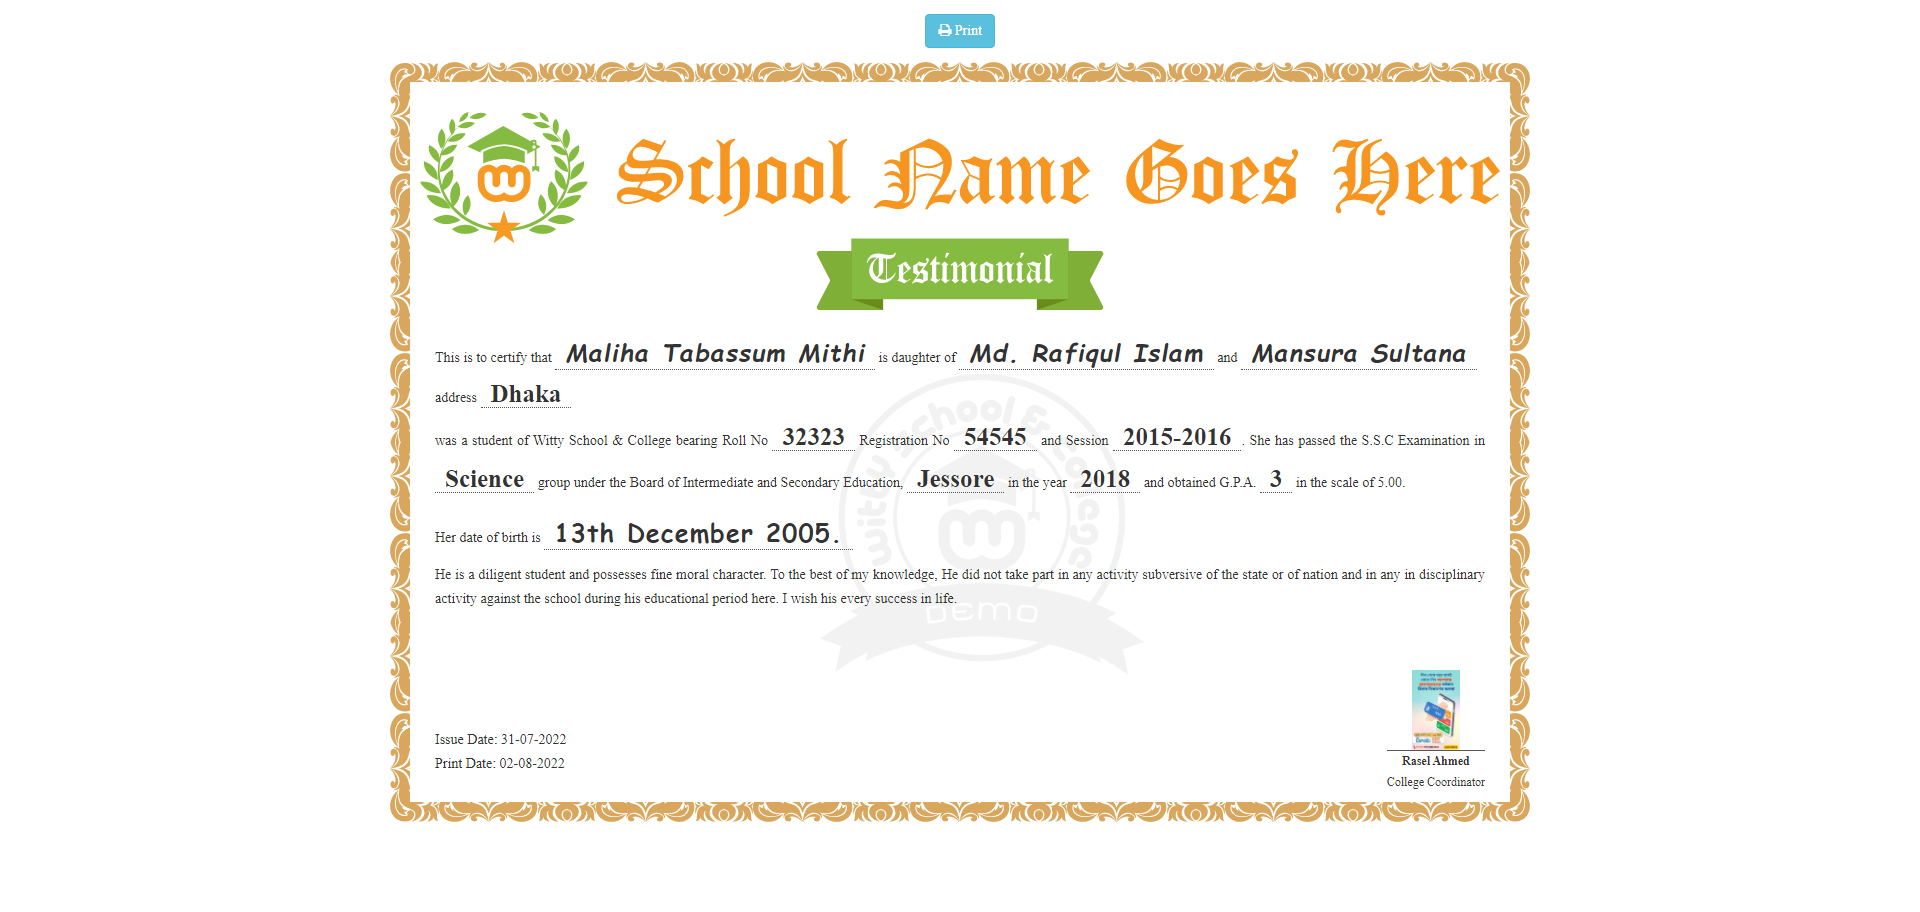 Print
School Name Goes Here
Testimonial
This is to certify that Maliha Tabassum Mithi is daughter of Md. Rafiqul Islam and Mansura Sultana
address Dhaka
was a student of Witty School & College bearing Roll No 32323 Registration No 54545 and Session 2015-2016 . She has passed the S.S.C Examination in
Science group under the Board of Intermediate and Secondary Education, Jessore in the year 2018 and obtained G.P.A. 3 in the scale of 5.00.
Her date of birth is 13th December 2005.
He is a diligent student and possesses fine moral character. To the best of my knowledge, He did not take part in any activity subversive of the state or of nation and in any in disciplinary
activity against the school during his educational period here. I wish his every success in life.
witty school & college
DEMO
Issue Date: 31-07-2022
Print Date: 02-08-2022
Rasel Ahmed
College Coordinator